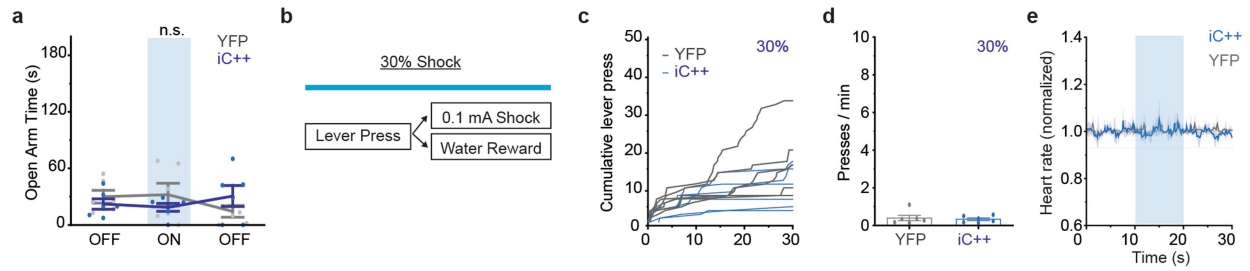 a
n.s.
YFP
iC++
180
120
60
0
Open Arm Time (s)
OFF
ON
OFF
b
30% Shock
Lever Press
0.1 mA Shock
Water Reward
c
YFP
iC++
30%
50
40
30
20
10
0
Cumulative lever press
0
10
20
30
d
30%
10
8
6
4
2
0
Presses / min
YFP
iC++
e
iC++
YFP
1.4
1.2
1.0
0.8
0.6
Heart rate (normalized)
0
10
20
30
Time (s)